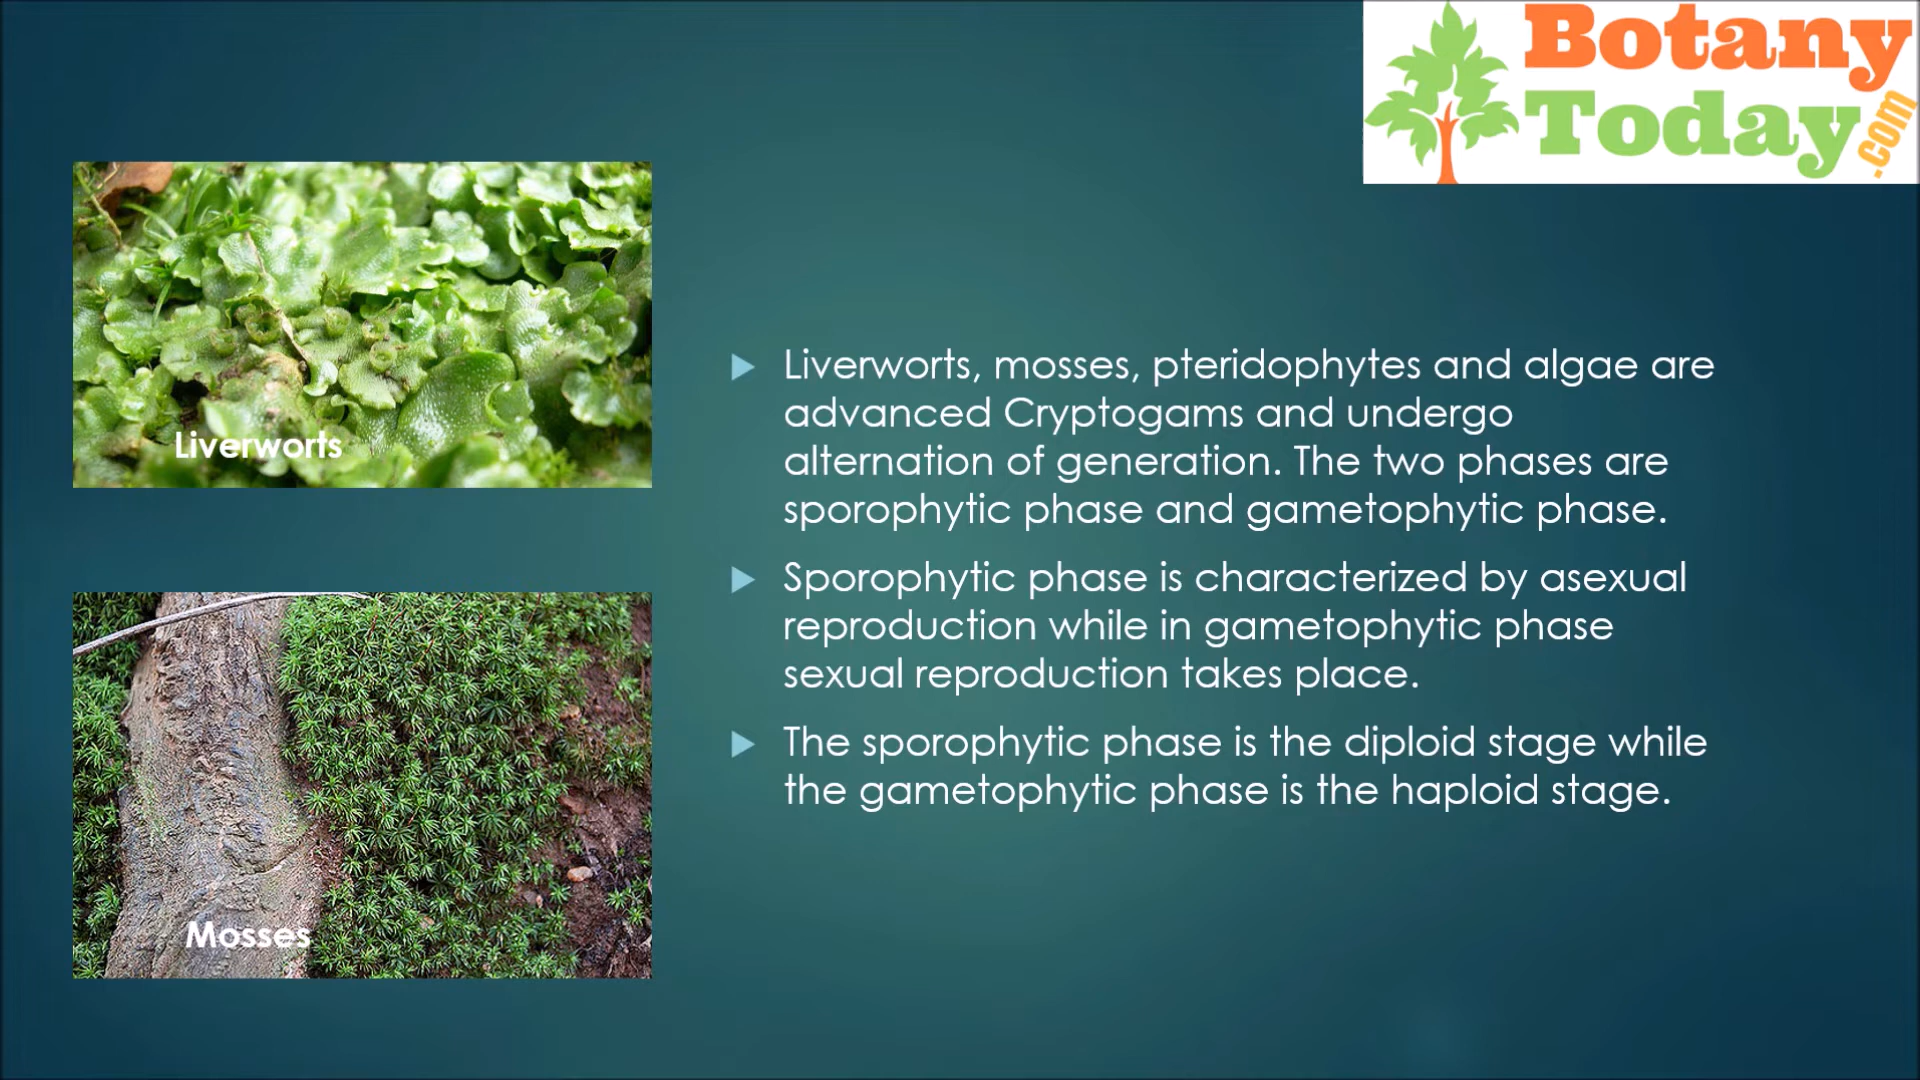 Botany
Today
.com
Liverworts
Liverworts, mosses, pteridophytes and algae are
advanced Cryptogams and undergo
alternation of generation. The two phases are
sporophytic phase and gametophytic phase.
Sporophytic phase is characterized by asexual
reproduction while in gametophytic phase
sexual reproduction takes place.
The sporophytic phase is the diploid stage while
the gametophytic phase is the haploid stage.
Mosses